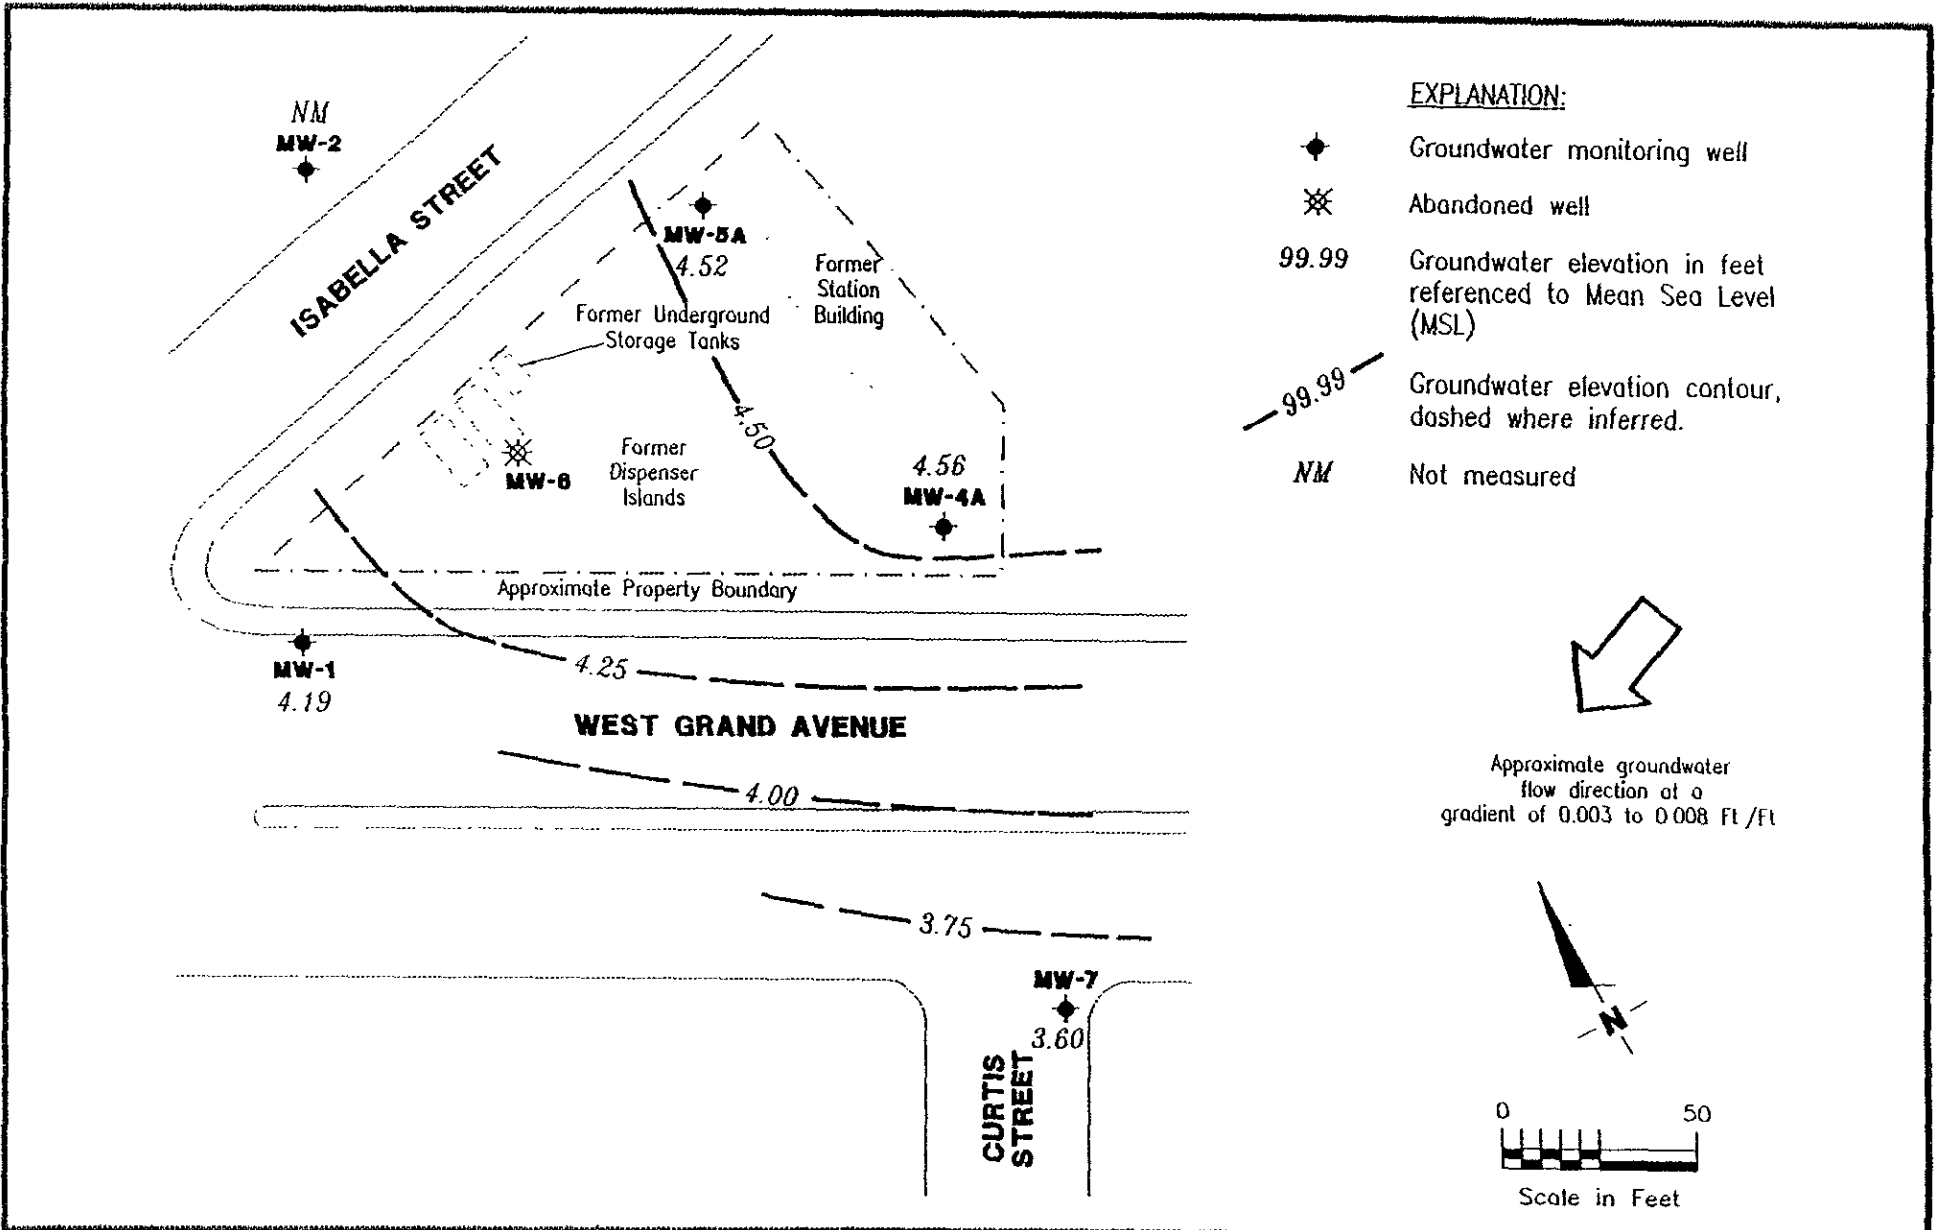 NM
MW-2
ISABELLA STREET
MW-5A
4.52
Former
Station
Building
Former Underground
Storage Tanks
4.50
MW-6
Former
Dispenser
Islands
4.56
MW-4A
Approximate Property Boundary
MW-1
4.19
4.25
WEST GRAND AVENUE
4.00
3.75
MW-7
3.60
CURTIS
STREET
EXPLANATION:
Groundwater monitoring well
Abandoned well
99.99
Groundwater elevation in feet
referenced to Mean Sea Level
(MSL)
99.99
Groundwater elevation contour,
dashed where inferred.
NM
Not measured
Approximate groundwater
flow direction at a
gradient of 0.003 to 0 008 Ft /Ft
N
0 50
Scale in Feet